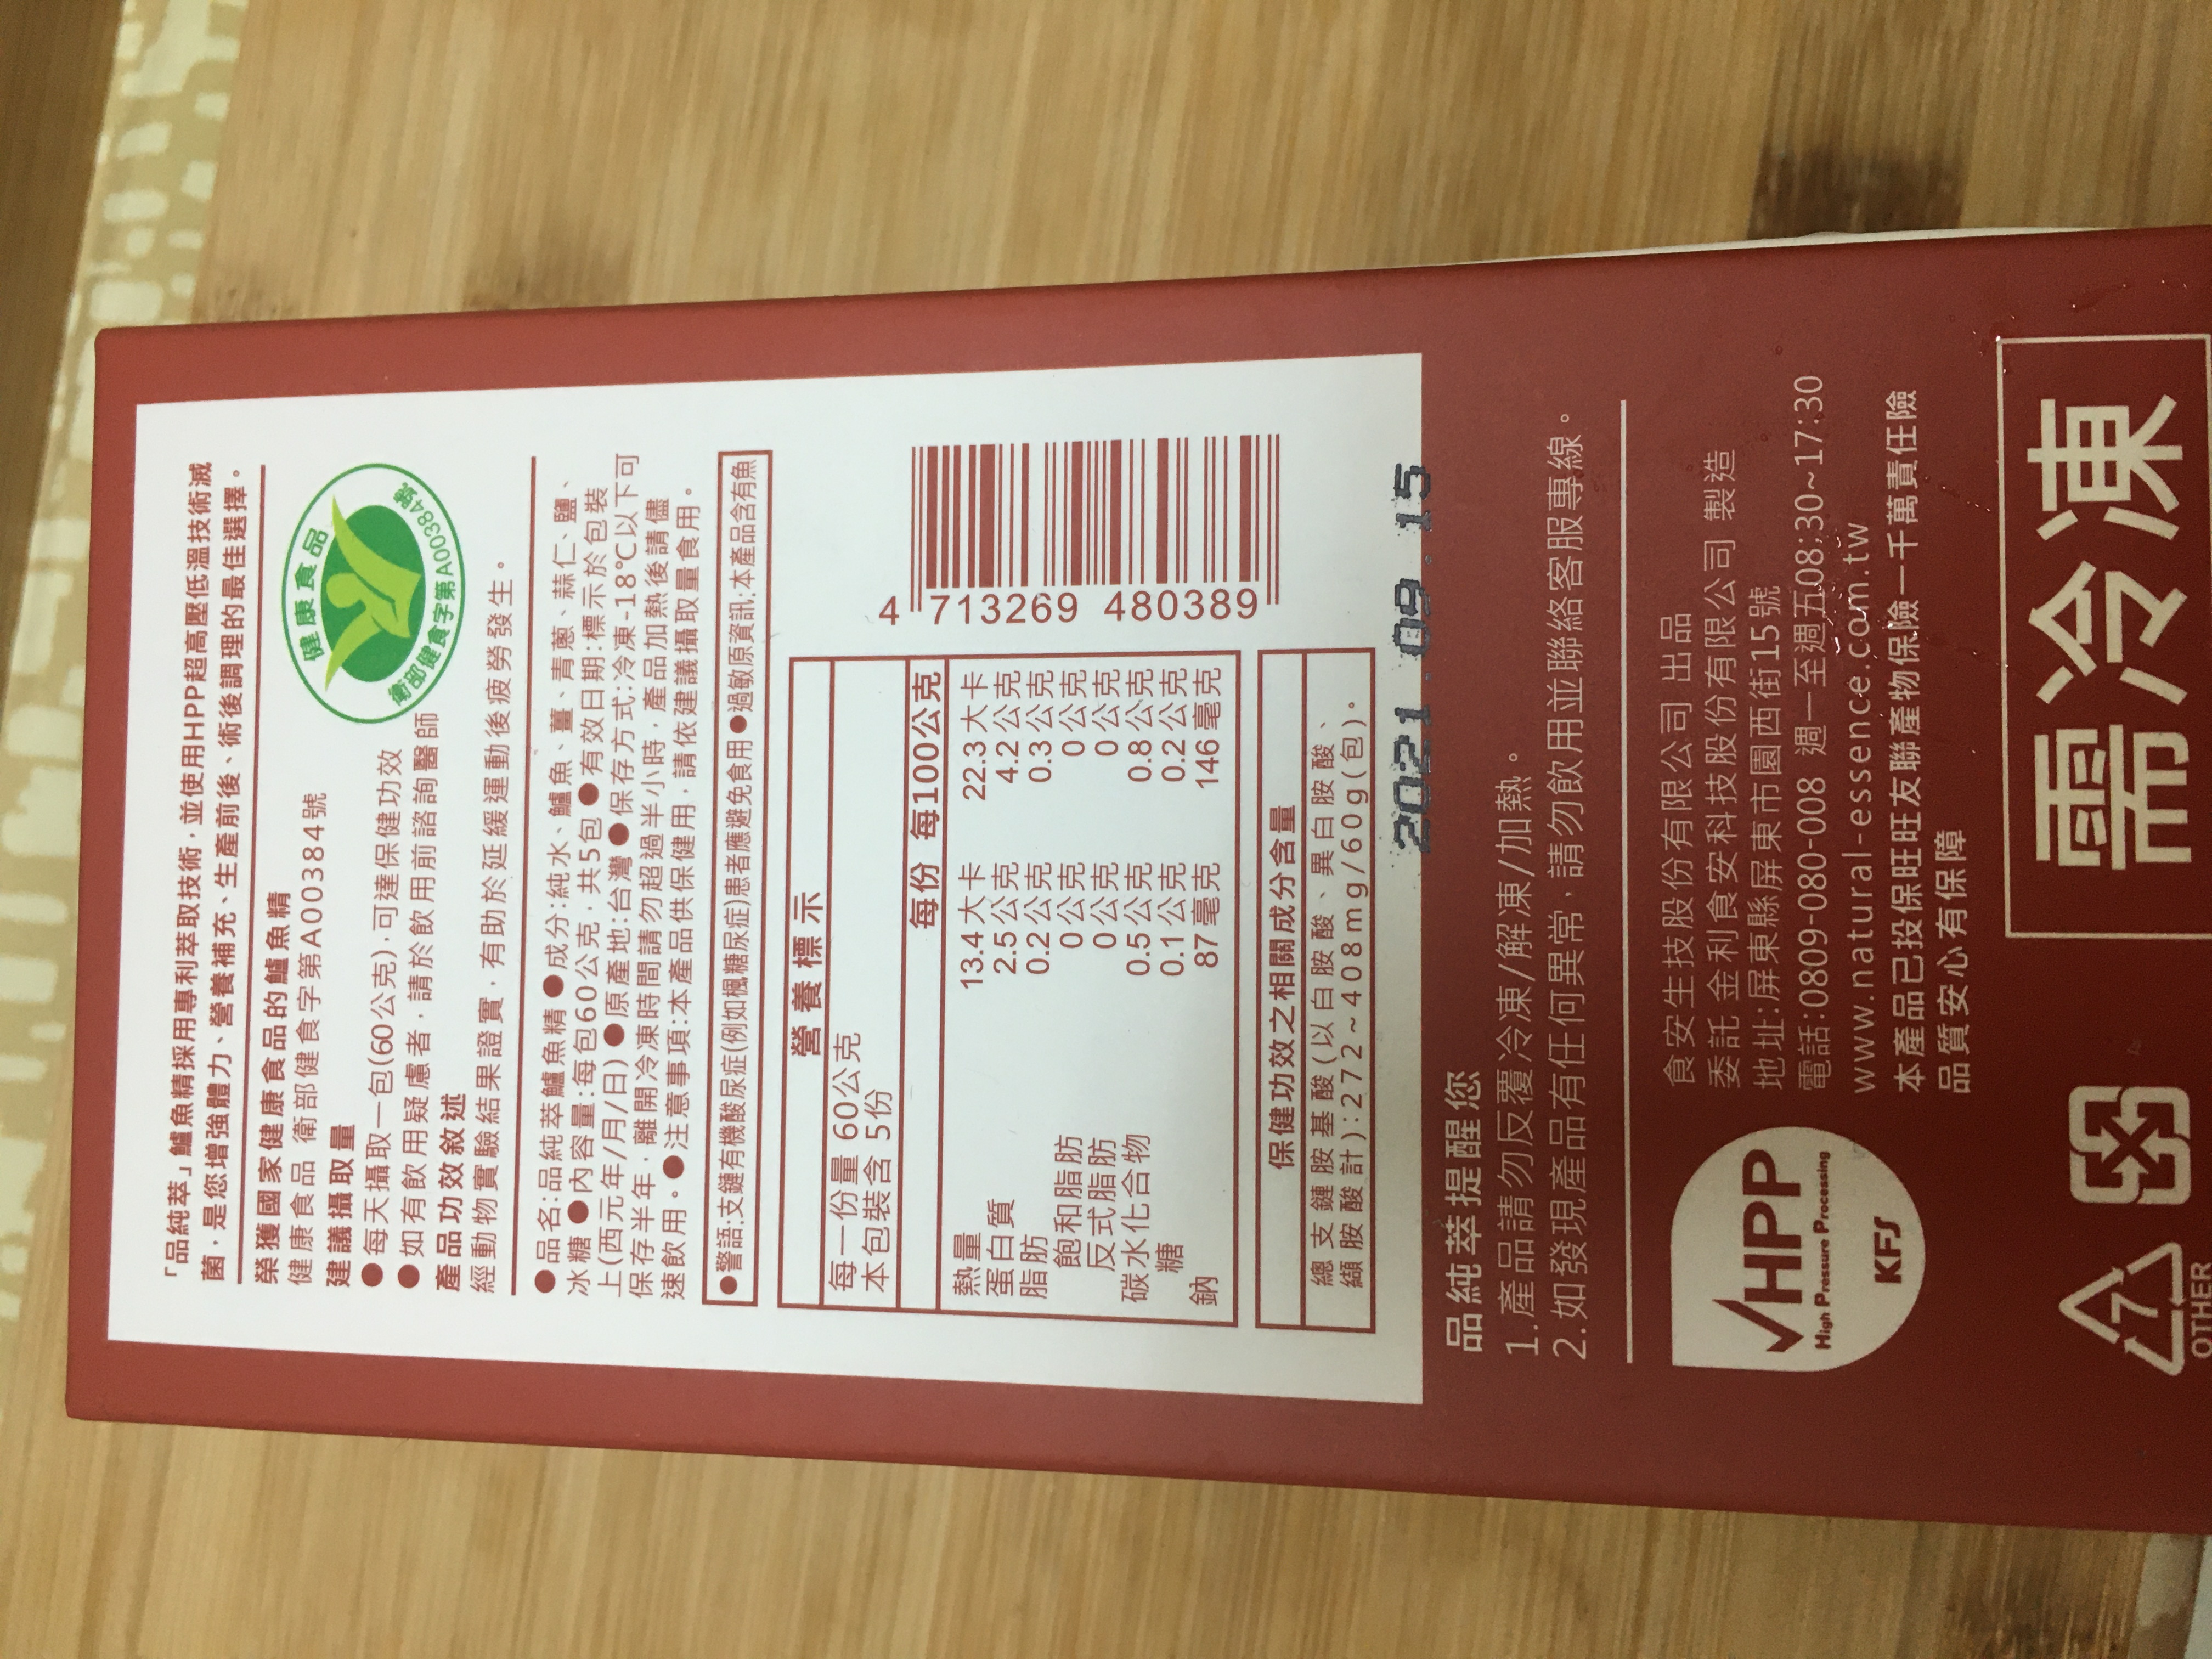 「品純萃」鱸魚精採用專利萃取技術，並使用HPP超高壓低溫技術滅
菌，是您增強體力、營養補充、生產前後、術後調理的最佳選擇。
榮獲國家健康食品的鱸魚精
健康食品 衛部健食字第A00384號
建議攝取量
●每天攝取一包(60公克)，可達保健功效
●如有飲用疑慮者，請於飲用前諮詢醫師
產品功效敘述
經動物實驗結果證實，有助於延緩運動後疲勞發生。
健康食品
衛部健食字第A00384號
●品名:品純萃鱸魚精●成分:純水、鱸魚、薑、青蔥、蒜仁、鹽、
冰糖●內容量:每包60公克，共5包●有效日期:標示於包裝
上(西元年/月/日)●原產地:台灣●保存方式:冷凍-18℃以下可
保存半年，離開冷凍時間請勿超過半小時，產品加熱後請儘
速飲用。●注意事項:本產品供保健用，請依建議攝取量食用。
●警語:支鏈有機酸尿症(例如楓糖尿症)患者應避免食用●過敏原資訊:本產品含有魚
營養標示
每一份量 60公克
本包裝含 5份
每份 每100公克
熱量 13.4大卡 22.3大卡
蛋白質 2.5公克 4.2公克
脂肪 0.2公克 0.3公克
飽和脂肪 0公克 0公克
反式脂肪 0公克 0公克
碳水化合物 0.5公克 0.8公克
糖 0.1公克 0.2公克
鈉 87毫克 146毫克
4 713269 480389
保健功效之相關成分含量
總支鏈胺基酸(以白胺酸、異白胺酸、
纈胺酸計):272~408mg/60g(包)。
2021.09.15
品純萃提醒您
1.產品請勿反覆冷凍/解凍/加熱。
2.如發現產品有任何異常，請勿飲用並聯絡客服專線。
HPP
High Pressure Processing
KFS
食安生技股份有限公司 出品
委託金利食安科技股份有限公司 製造
地址:屏東縣屏東市園西街15號
電話:0809-080-008 週一至週五08:30~17:30
www.natural-essence.com.tw
本產品已投保旺旺友聯產物保險一千萬責任險
品質安心有保障
7
OTHER
需冷凍